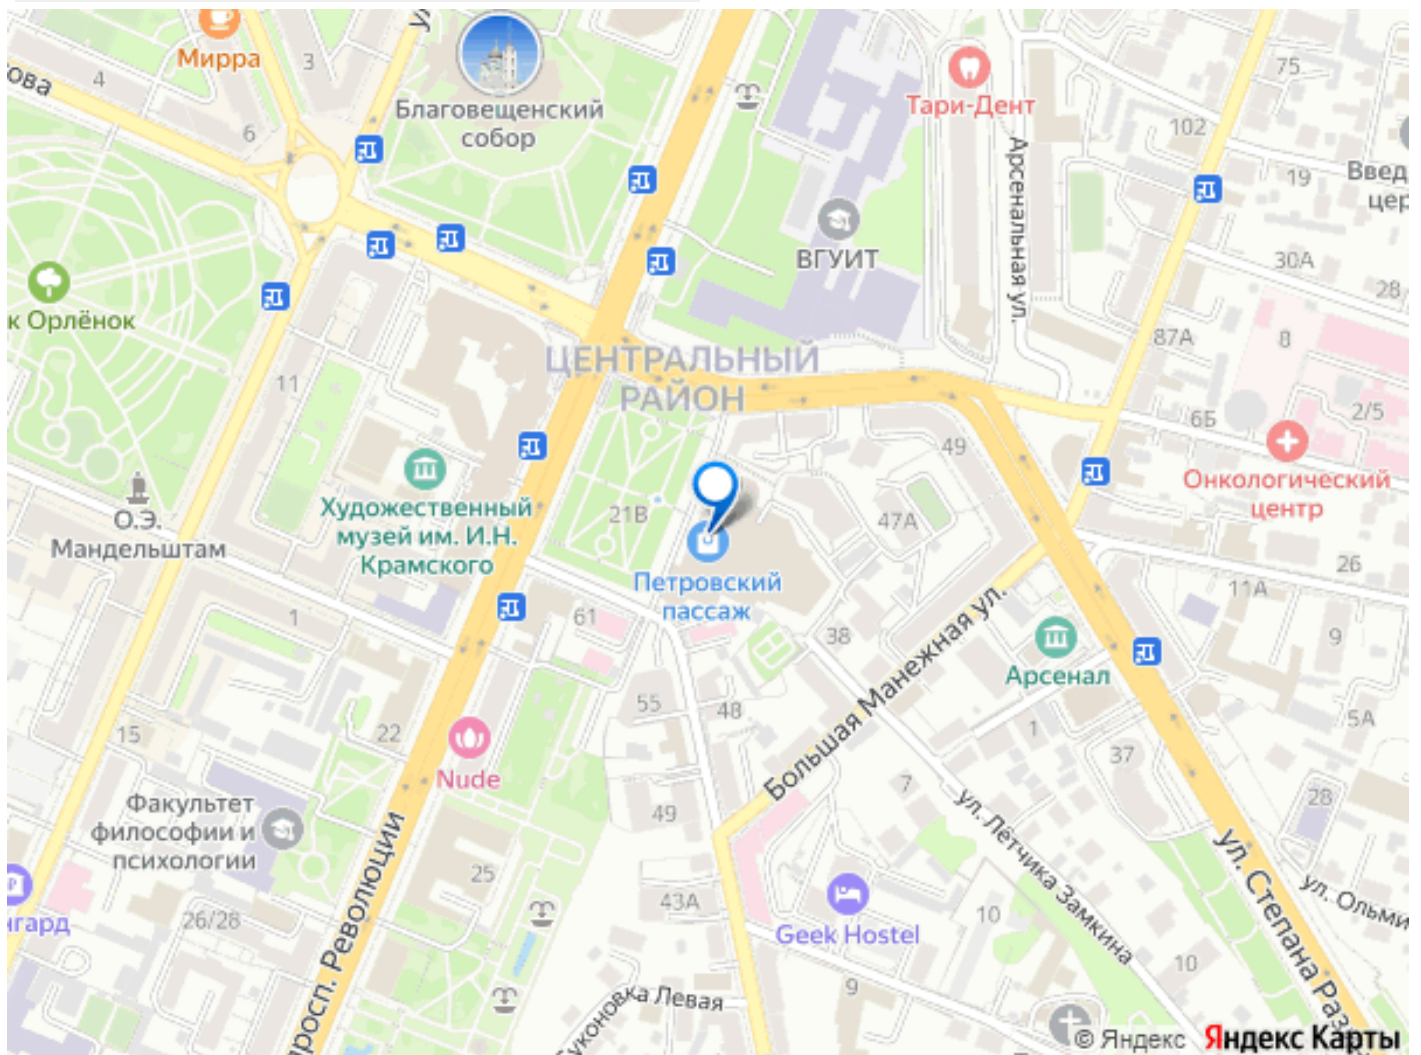 Мирра
3
4
ова
6
Благовещенский
собор
Тари-Дент
75
102
Арсенальная ул.
19
Введ
цер
ВГУИТ
30А
28
к Орлёнок
ЦЕНТРАЛЬНЫЙ
РАЙОН
87А
8
11
2/5
6Б
49
Онкологический
центр
Художественный
музей им. И.Н.
Крамского
21В
47А
О.Э.
Мандельштам
Петровский
пассаж
26
11А
1
61
38
9
Арсенал
Большая Манежная ул.
55
48
5А
15
22
1
37
Nude
7
28
Факультет
философии и
психологии
49
ул. Лётчика Замкина
ул. Степана Раз
просп. Революции
25
ул. Ольми
нгард
26/28
43А
Geek Hostel
10
10
9
уконовка Левая
© Яндекс Яндекс Карты